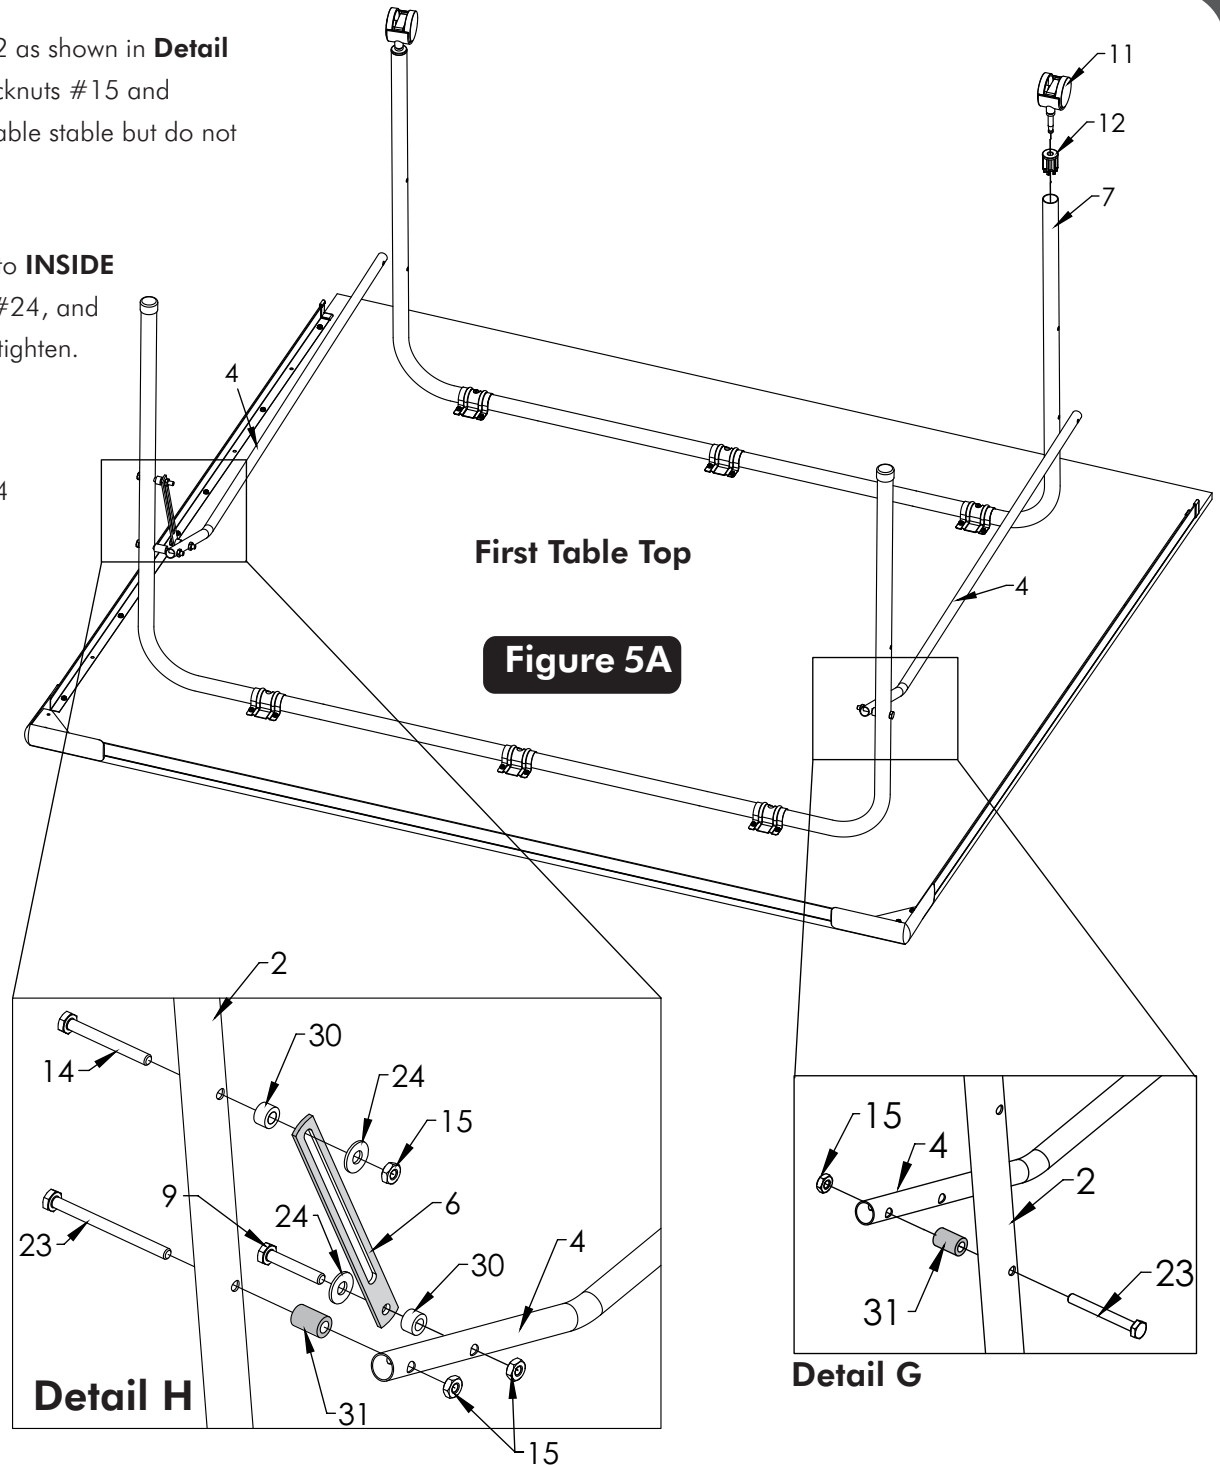 2 as shown in Detail
cknuts #15 and
able stable but do not
to INSIDE
#24, and
tighten.
4
11
12
7
4
4
First Table Top
Figure 5A
2
14
30
24
15
9
24
6
23
30
4
31
15
Detail H
15
4
2
31
23
Detail G